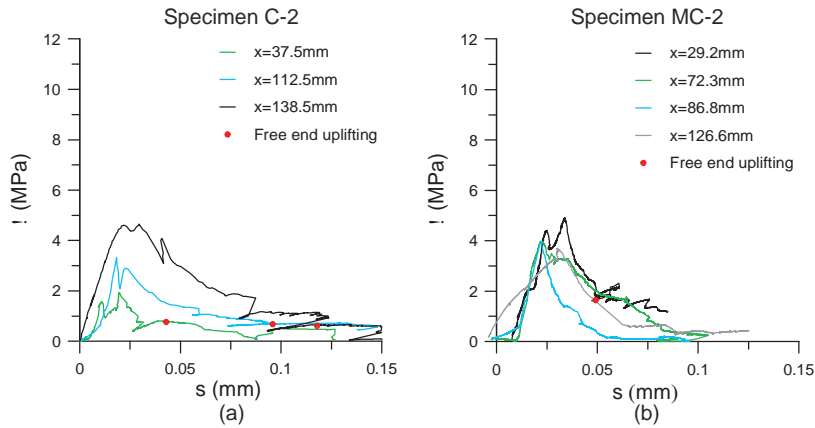 Specimen C-2
12
10
8
6
4
2
0
0
0.05
0.1
0.15
! (MPa)
s (mm)
x=37.5mm
x=112.5mm
x=138.5mm
Free end uplifting
(a)
Specimen MC-2
12
10
8
6
4
2
0
0
0.05
0.1
0.15
! (MPa)
s (mm)
x=29.2mm
x=72.3mm
x=86.8mm
x=126.6mm
Free end uplifting
(b)